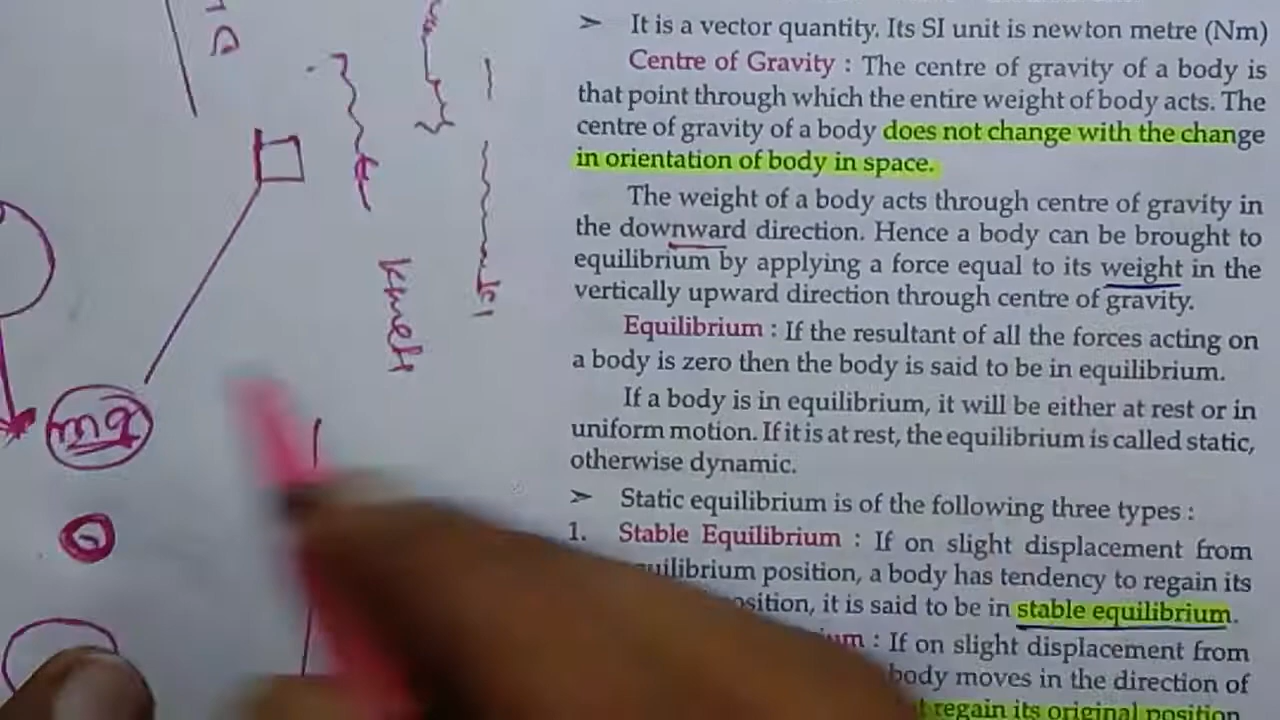 ➢ It is a vector quantity. Its SI unit is newton metre (Nm)
Centre of Gravity : The centre of gravity of a body is
that point through which the entire weight of body acts. The
centre of gravity of a body does not change with the change
in orientation of body in space.
The weight of a body acts through centre of gravity in
the downward direction. Hence a body can be brought to
equilibrium by applying a force equal to its weight in the
vertically upward direction through centre of gravity.
Equilibrium : If the resultant of all the forces acting on
a body is zero then the body is said to be in equilibrium.
If a body is in equilibrium, it will be either at rest or in
uniform motion. If it is at rest, the equilibrium is called static,
otherwise dynamic.
➢ Static equilibrium is of the following three types :
1. Stable Equilibrium : If on slight displacement from
uilibrium position, a body has tendency to regain its
osition, it is said to be in stable equilibrium.
um : If on slight displacement from
body moves in the direction of
t regain its original position
mg